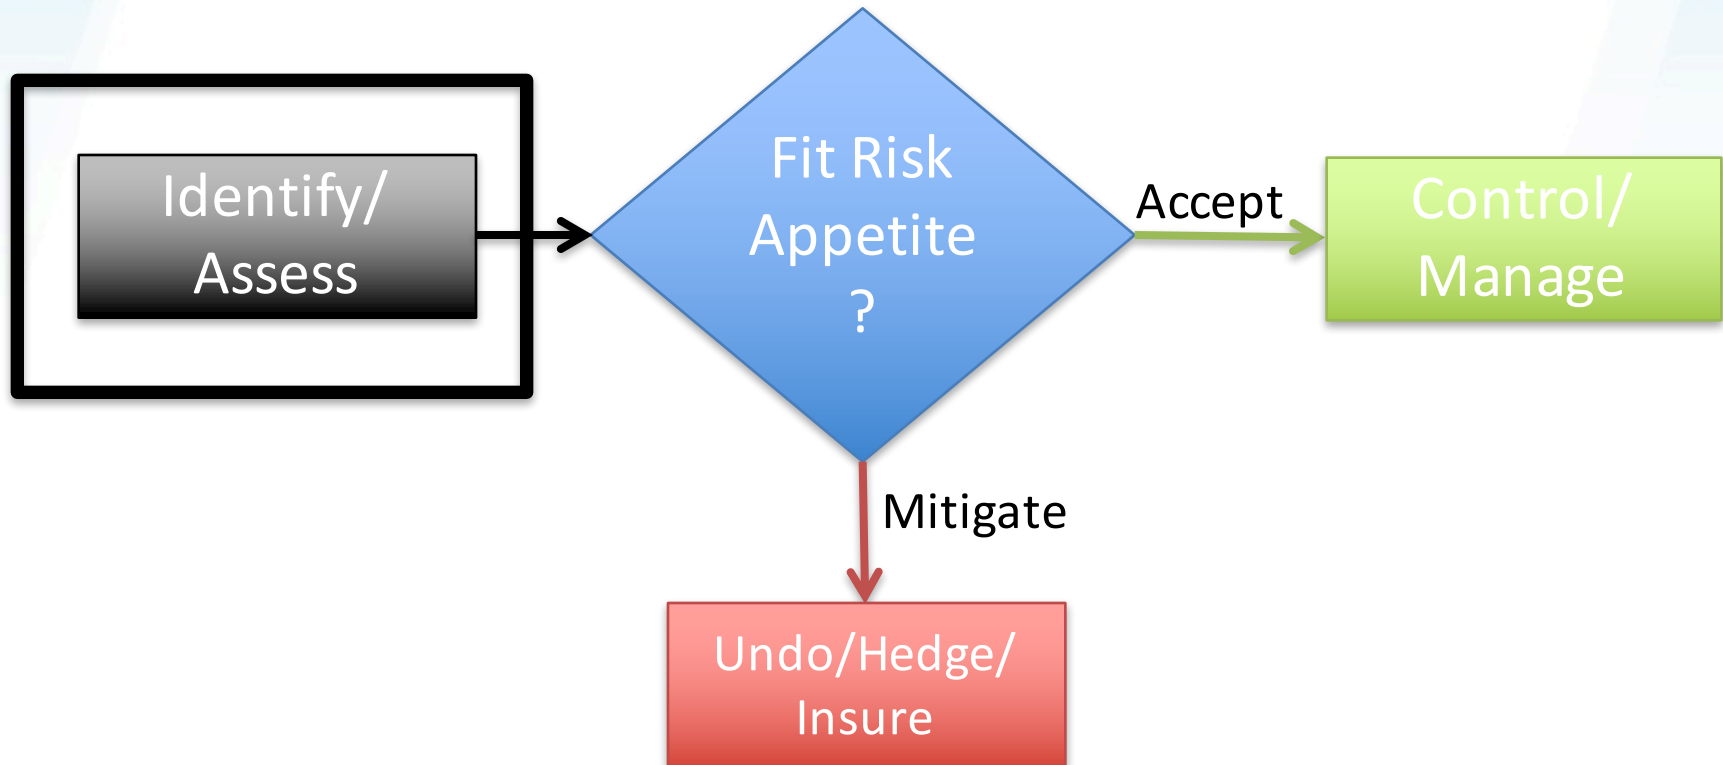 Identify/
Assess
Fit Risk
Appetite
?
Accept
Control/
Manage
Mitigate
Undo/Hedge/
Insure